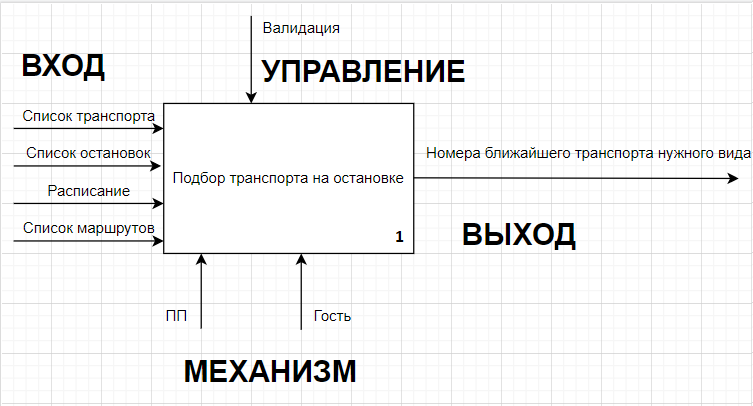 Валидация
ВХОД
УПРАВЛЕНИЕ
Список транспорта
Список остановок
Номера ближайшего транспорта нужного вида
Подбор транспорта на остановке
Расписание
Список маршрутов
1
ВЫХОД
ПП
Гость
МЕХАНИЗМ